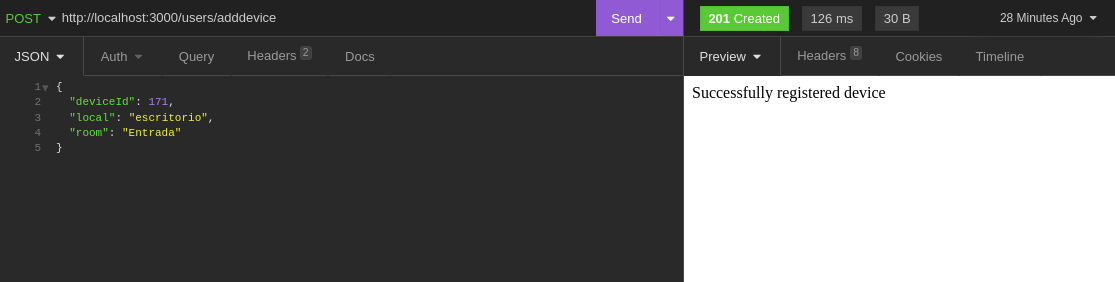 POST http://localhost:3000/users/adddevice Send 201 Created 126 ms 30 B 28 Minutes Ago
JSON Auth Query Headers 2 Docs Preview Headers 8 Cookies Timeline
1 {
2 "deviceId": 171,
3 "local": "escritorio",
4 "room": "Entrada"
5 }
Successfully registered device